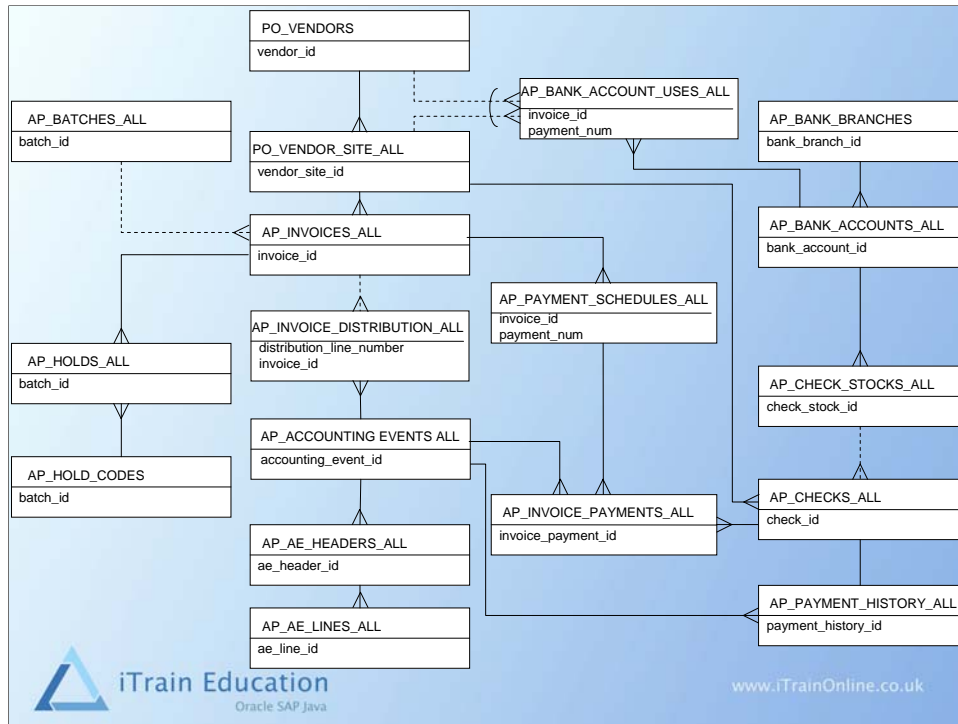 PO_VENDORS
vendor_id
AP_BANK_ACCOUNT_USES_ALL
invoice_id
payment_num
AP_BATCHES_ALL
batch_id
AP_BANK_BRANCHES
bank_branch_id
PO_VENDOR_SITE_ALL
vendor_site_id
AP_INVOICES_ALL
invoice_id
AP_BANK_ACCOUNTS_ALL
bank_account_id
AP_PAYMENT_SCHEDULES_ALL
invoice_id
payment_num
AP_INVOICE_DISTRIBUTION_ALL
distribution_line_number
invoice_id
AP_HOLDS_ALL
batch_id
AP_CHECK_STOCKS_ALL
check_stock_id
AP_ACCOUNTING EVENTS ALL
accounting_event_id
AP_HOLD_CODES
batch_id
AP_INVOICE_PAYMENTS_ALL
invoice_payment_id
AP_CHECKS_ALL
check_id
AP_AE_HEADERS_ALL
ae_header_id
AP_AE_LINES_ALL
ae_line_id
AP_PAYMENT_HISTORY_ALL
payment_history_id
iTrain Education
Oracle SAP Java
www.iTrainOnline.co.uk